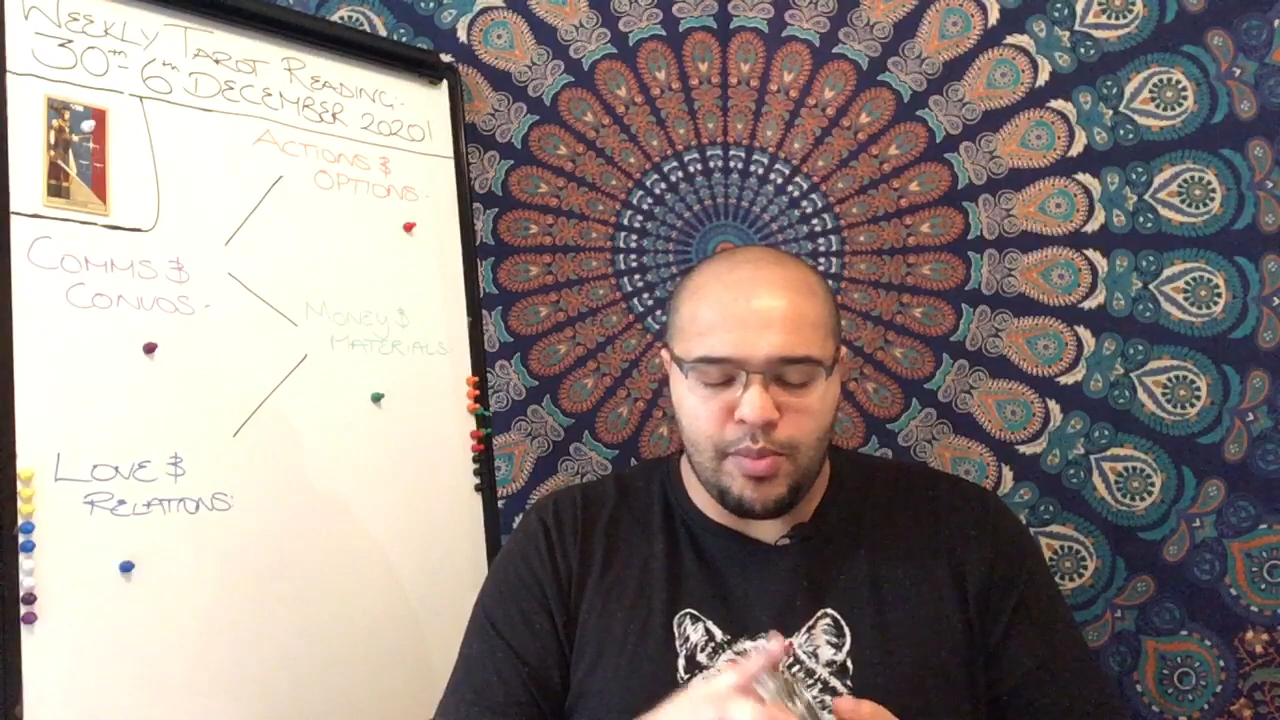 WEEKLY TAROT READING:
30TH - 6TH DECEMBER 2020!
ACTIONS &
OPTIONS.
COMMS &
CONVOS.
MONEY &
MATERIALS.
LOVE &
RELATIONS: